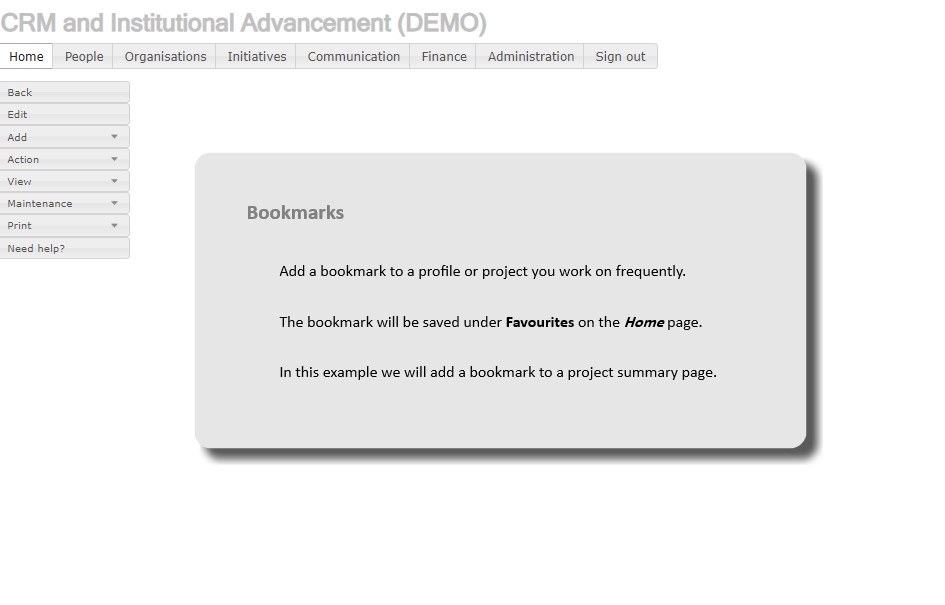 CRM and Institutional Advancement (DEMO)
Home People Organisations Initiatives Communication Finance Administration Sign out
Back
Edit
Add
Action
View
Maintenance
Print
Need help?
Bookmarks
Add a bookmark to a profile or project you work on frequently.
The bookmark will be saved under Favourites on the Home page.
In this example we will add a bookmark to a project summary page.